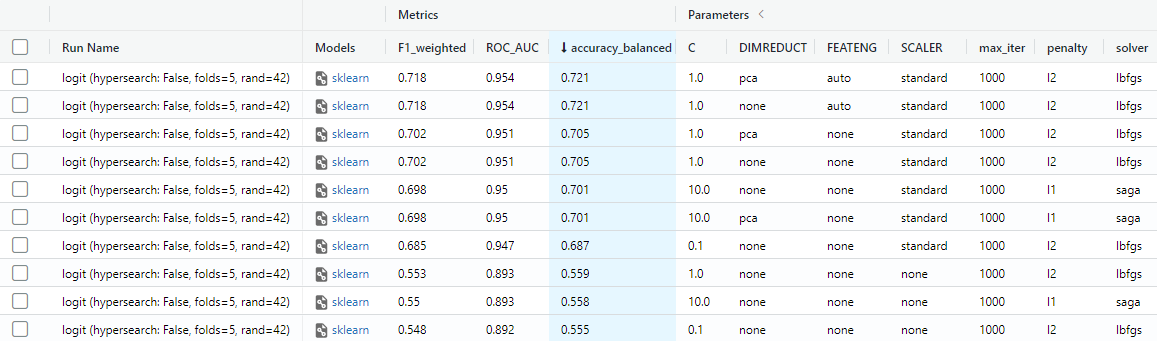 Metrics Parameters <
Run Name Models F1_weighted ROC_AUC ↓ accuracy_balanced C DIMREDUCT FEATENG SCALER max_iter penalty solver
logit (hypersearch: False, folds=5, rand=42) sklearn 0.718 0.954 0.721 1.0 pca auto standard 1000 l2 lbfgs
logit (hypersearch: False, folds=5, rand=42) sklearn 0.718 0.954 0.721 1.0 none auto standard 1000 l2 lbfgs
logit (hypersearch: False, folds=5, rand=42) sklearn 0.702 0.951 0.705 1.0 pca none standard 1000 l2 lbfgs
logit (hypersearch: False, folds=5, rand=42) sklearn 0.702 0.951 0.705 1.0 none none standard 1000 l2 lbfgs
logit (hypersearch: False, folds=5, rand=42) sklearn 0.698 0.95 0.701 10.0 none none standard 1000 l1 saga
logit (hypersearch: False, folds=5, rand=42) sklearn 0.698 0.95 0.701 10.0 pca none standard 1000 l1 saga
logit (hypersearch: False, folds=5, rand=42) sklearn 0.685 0.947 0.687 0.1 none none standard 1000 l2 lbfgs
logit (hypersearch: False, folds=5, rand=42) sklearn 0.553 0.893 0.559 1.0 none none none 1000 l2 lbfgs
logit (hypersearch: False, folds=5, rand=42) sklearn 0.55 0.893 0.558 10.0 none none none 1000 l1 saga
logit (hypersearch: False, folds=5, rand=42) sklearn 0.548 0.892 0.555 0.1 none none none 1000 l2 lbfgs